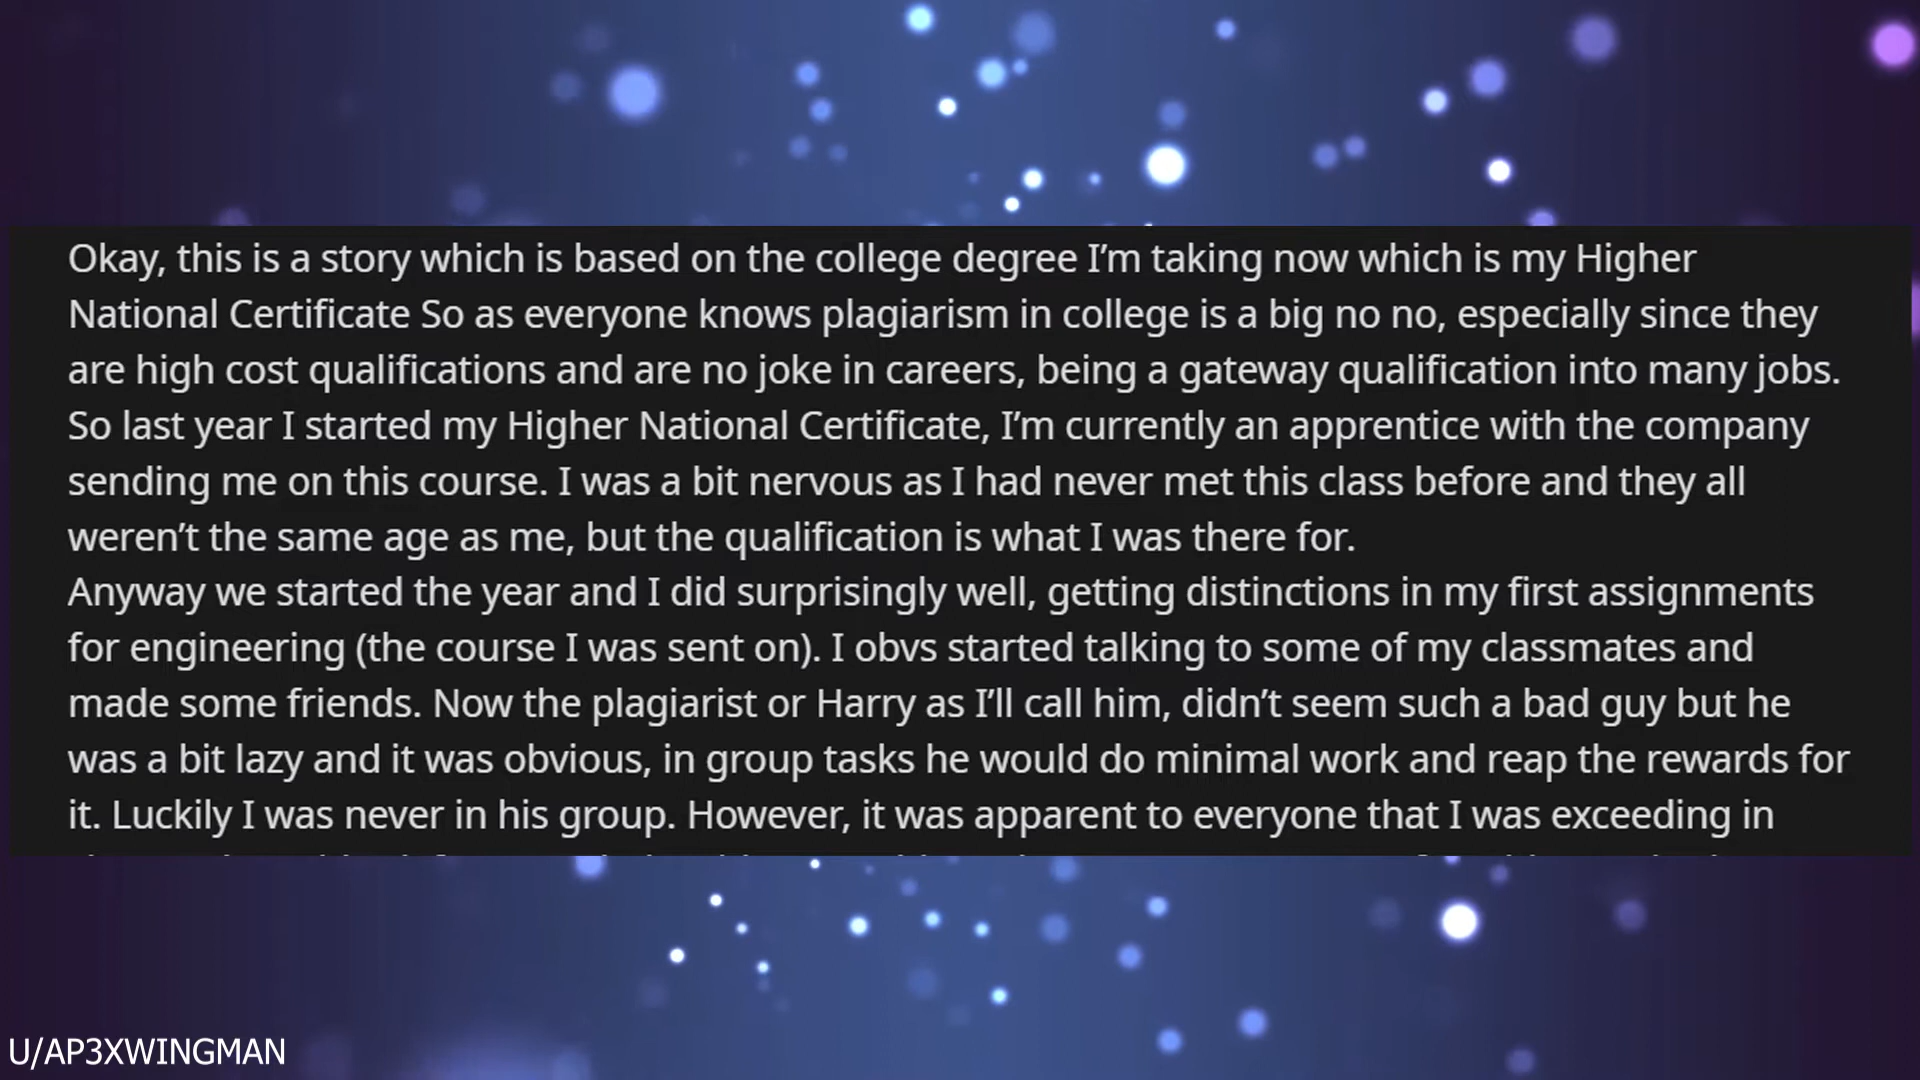 Okay, this is a story which is based on the college degree I’m taking now which is my Higher
National Certificate So as everyone knows plagiarism in college is a big no no, especially since they
are high cost qualifications and are no joke in careers, being a gateway qualification into many jobs.
So last year I started my Higher National Certificate, I’m currently an apprentice with the company
sending me on this course. I was a bit nervous as I had never met this class before and they all
weren’t the same age as me, but the qualification is what I was there for.
Anyway we started the year and I did surprisingly well, getting distinctions in my first assignments
for engineering (the course I was sent on). I obvs started talking to some of my classmates and
made some friends. Now the plagiarist or Harry as I’ll call him, didn’t seem such a bad guy but he
was a bit lazy and it was obvious, in group tasks he would do minimal work and reap the rewards for
it. Luckily I was never in his group. However, it was apparent to everyone that I was exceeding in
U/AP3XWINGMAN